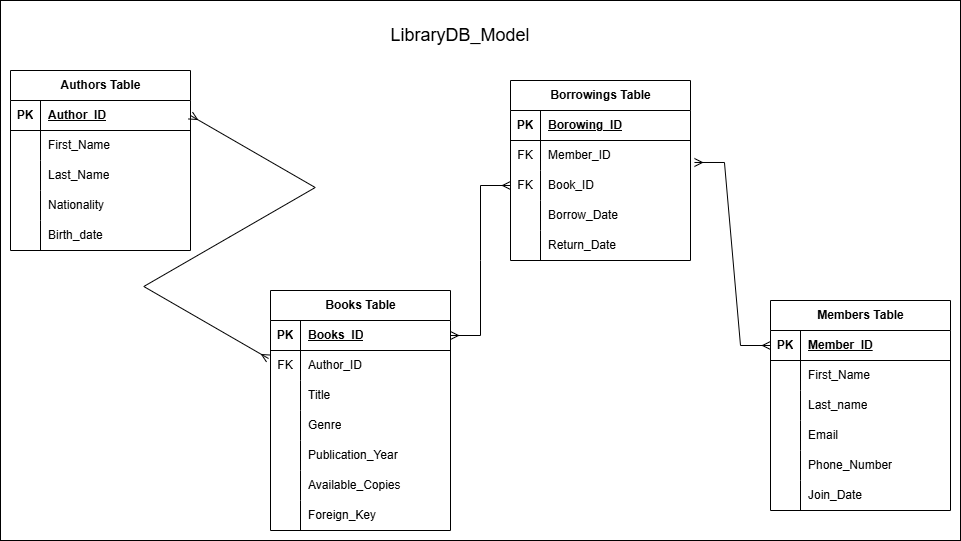 LibraryDB_Model
Authors Table
PK Author_ID
First_Name
Last_Name
Nationality
Birth_date
Borrowings Table
PK Borowing_ID
FK Member_ID
FK Book_ID
Borrow_Date
Return_Date
Books Table
PK Books_ID
FK Author_ID
Title
Genre
Publication_Year
Available_Copies
Foreign_Key
Members Table
PK Member_ID
First_Name
Last_name
Email
Phone_Number
Join_Date